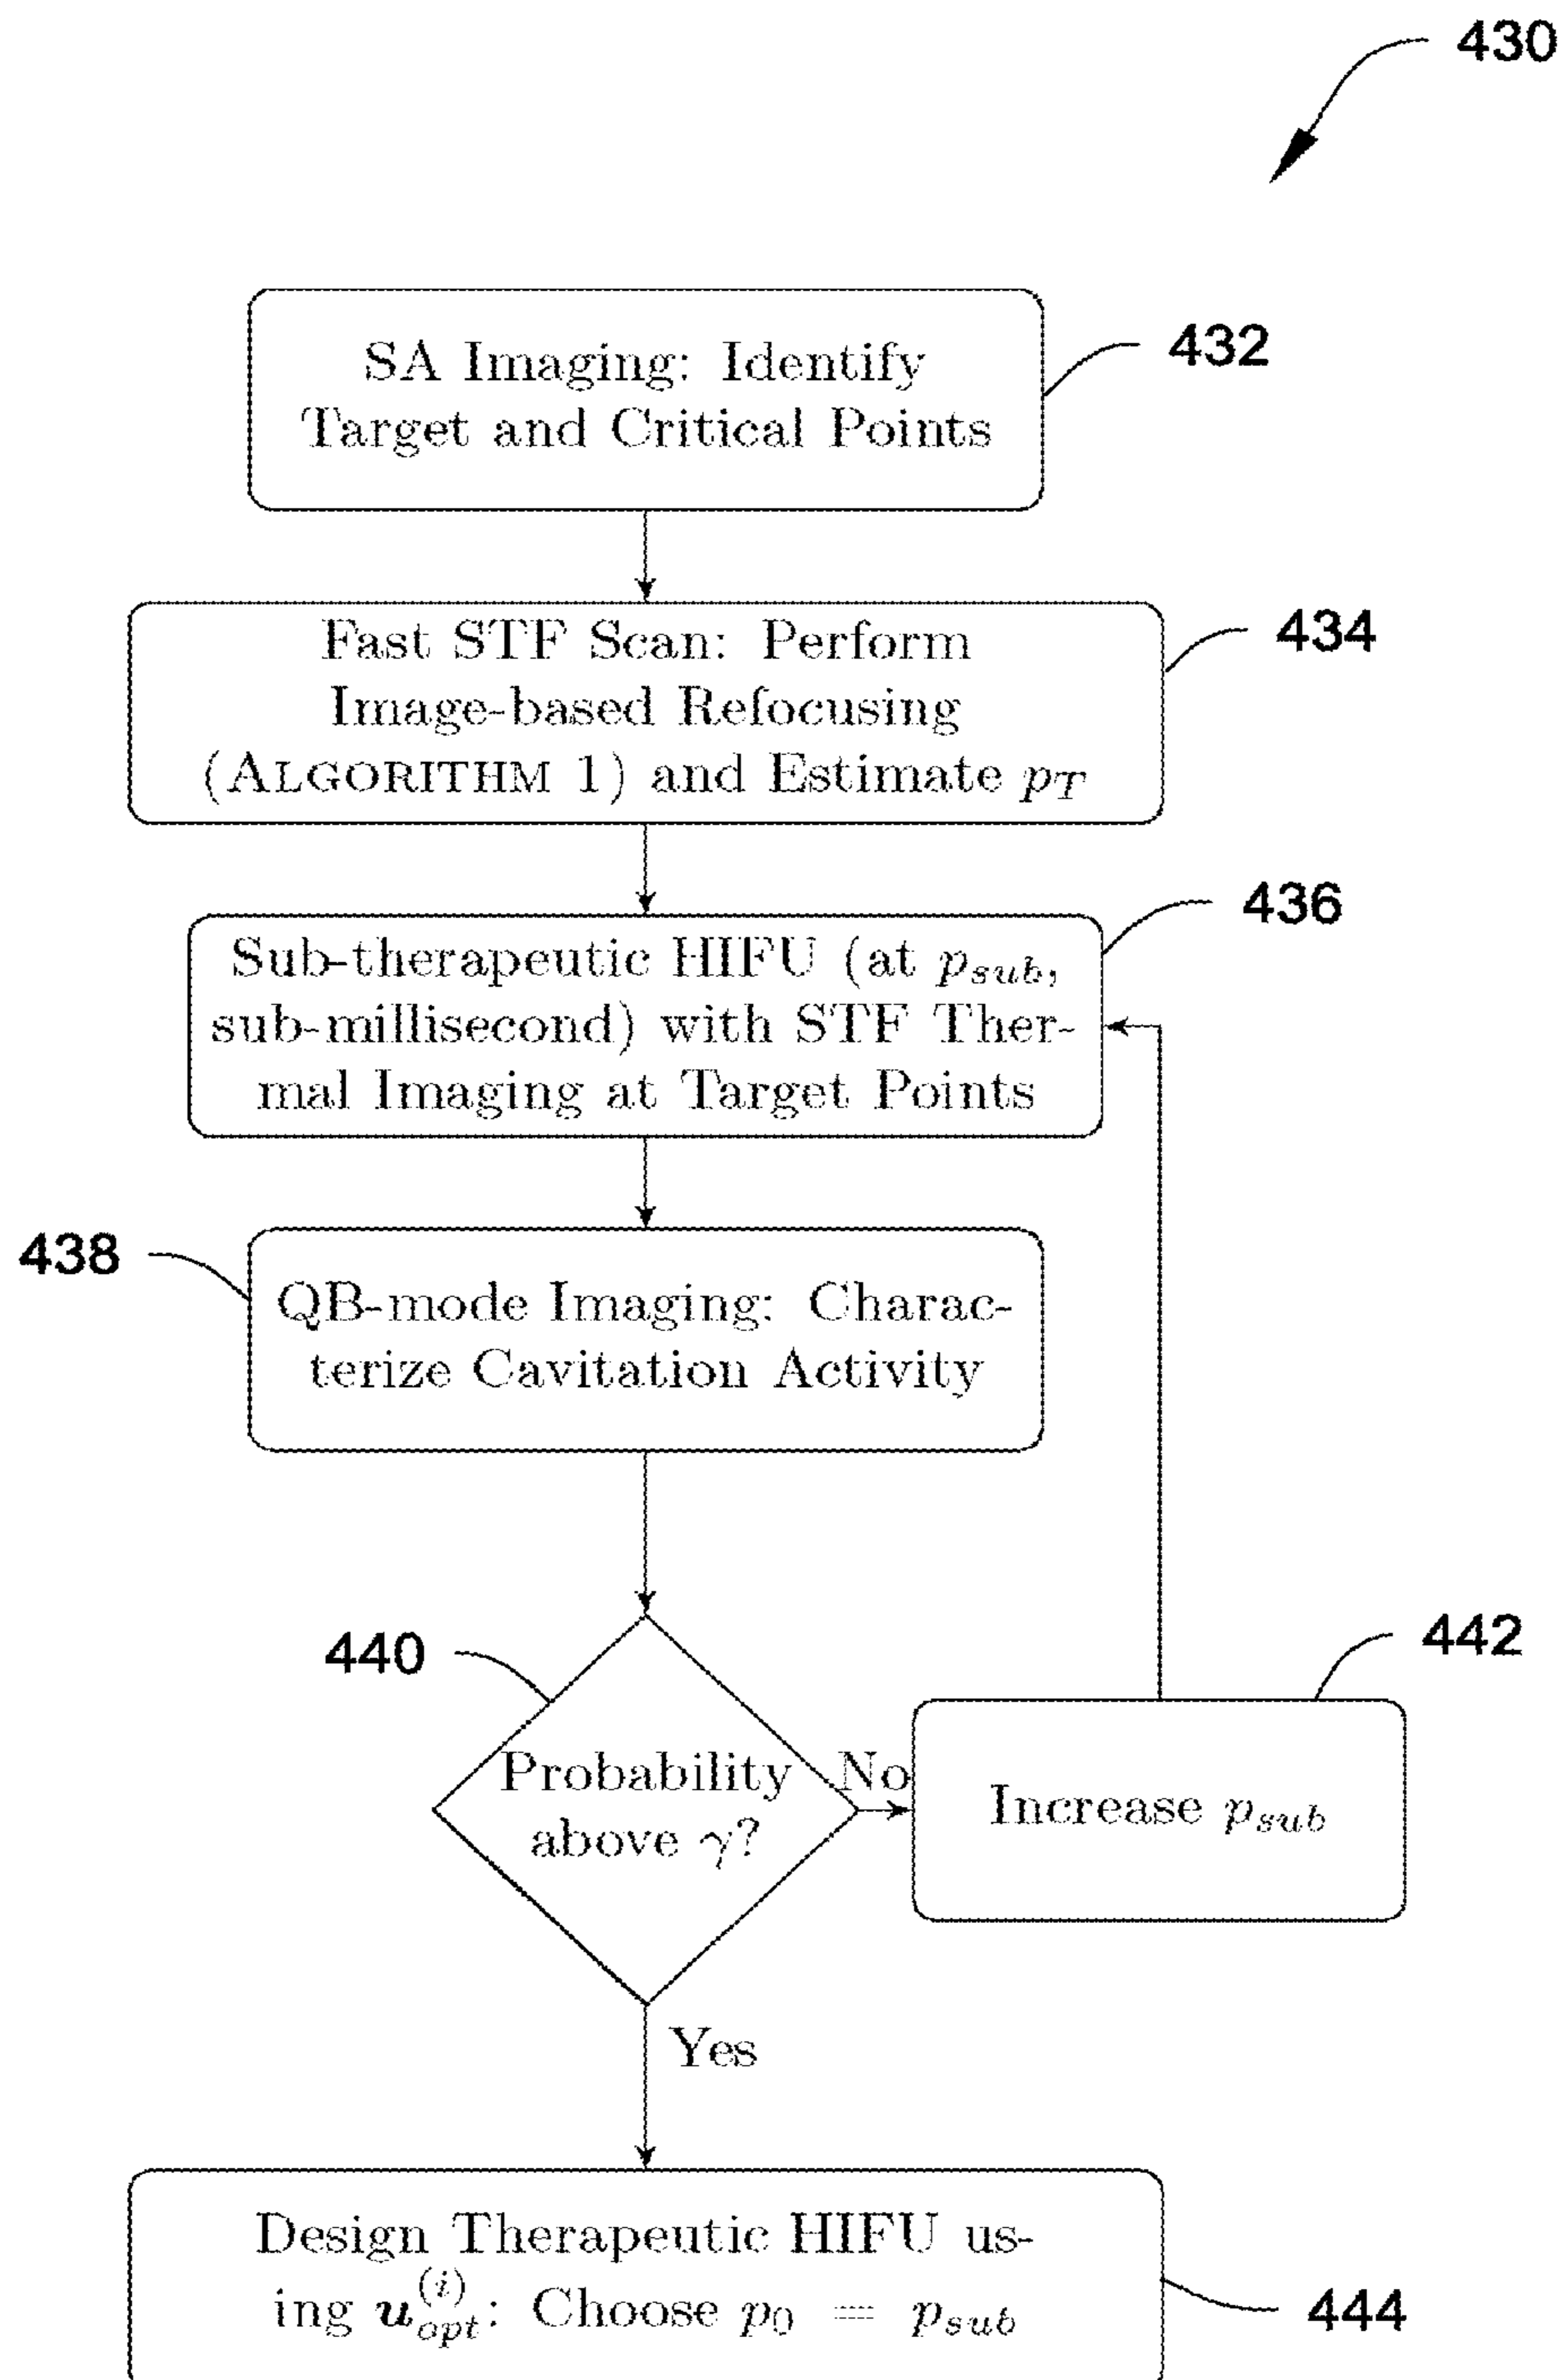 430
SA Imaging: Identify
Target and Critical Points
432
Fast STF Scan: Perform
Image-based Refocusing
(ALGORITHM 1) and Estimate p_T
434
Sub-therapeutic HIFU (at p_sub,
sub-millisecond) with STF Ther-
mal Imaging at Target Points
436
438
QB-mode Imaging: Charac-
terize Cavitation Activity
440
Probability
above γ?
No
442
Increase p_sub
Yes
Design Therapeutic HIFU us-
ing u_opt^(i): Choose p_0 = p_sub
444